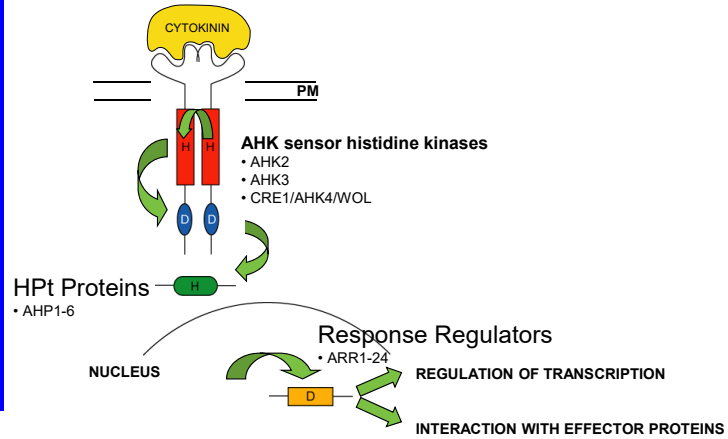 CYTOKININ
PM
H H
AHK sensor histidine kinases
• AHK2
• AHK3
• CRE1/AHK4/WOL
D D
H
HPt Proteins
• AHP1-6
Response Regulators
• ARR1-24
NUCLEUS
REGULATION OF TRANSCRIPTION
D
INTERACTION WITH EFFECTOR PROTEINS